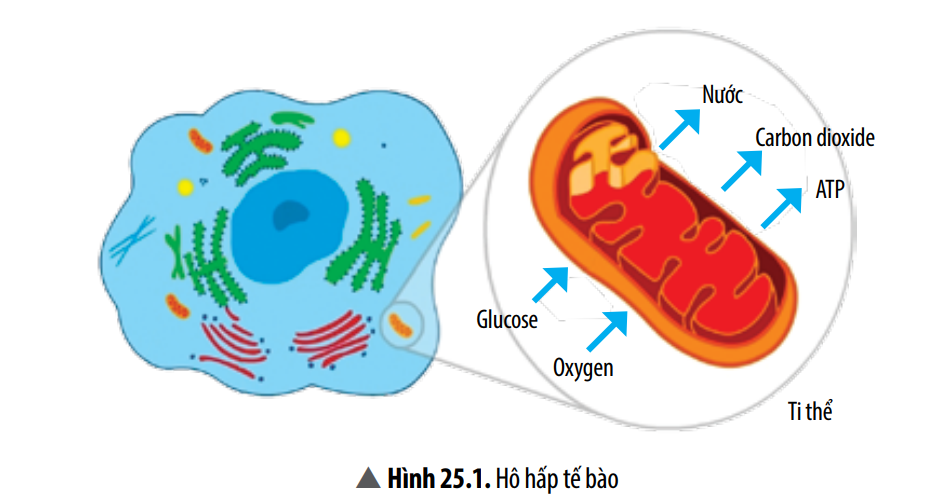 Nước
Carbon dioxide
ATP
Glucose
Oxygen
Ti thể
▲ Hình 25.1. Hô hấp tế bào